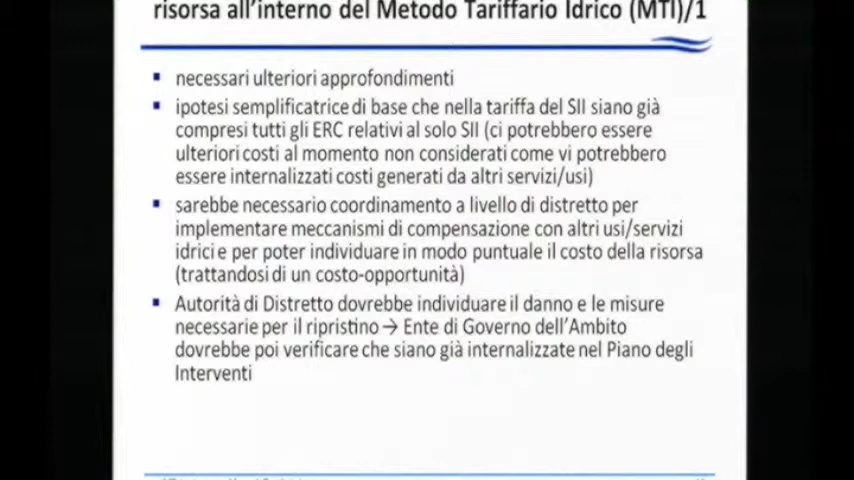 risorsa all'interno del Metodo Tariffario Idrico (MTI)/1
necessari ulteriori approfondimenti
ipotesi semplificatrice di base che nella tariffa del SII siano già
compresi tutti gli ERC relativi al solo SII (ci potrebbero essere
ulteriori costi al momento non considerati come vi potrebbero
essere internalizzati costi generati da altri servizi/usi)
sarebbe necessario coordinamento a livello di distretto per
implementare meccanismi di compensazione con altri usi/servizi
idrici e per poter individuare in modo puntuale il costo della risorsa
(trattandosi di un costo-opportunità)
Autorità di Distretto dovrebbe individuare il danno e le misure
necessarie per il ripristino → Ente di Governo dell'Ambito
dovrebbe poi verificare che siano già internalizzate nel Piano degli
Interventi